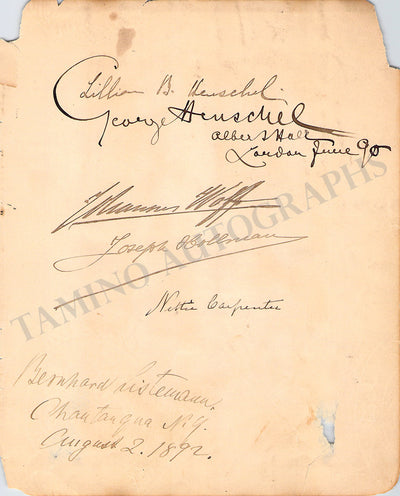 Lillian B. Henschel.
George Henschel
Albert Hall
London June 90
Johannes Wolff
Joseph Hollman
Nettie Carpenter
Bernhard Listemann.
Chautauqua N.Y.
August 2. 1892.
TAMINO AUTOGRAPHS